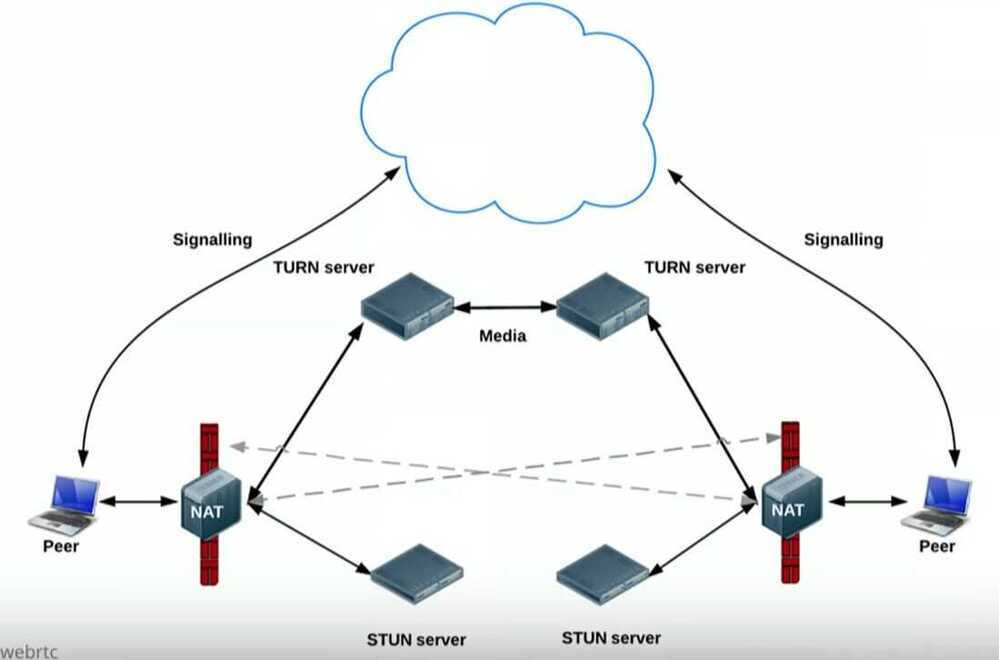 Signalling
Signalling
TURN server
TURN server
Media
NAT
NAT
Peer
Peer
STUN server
STUN server
webrtc